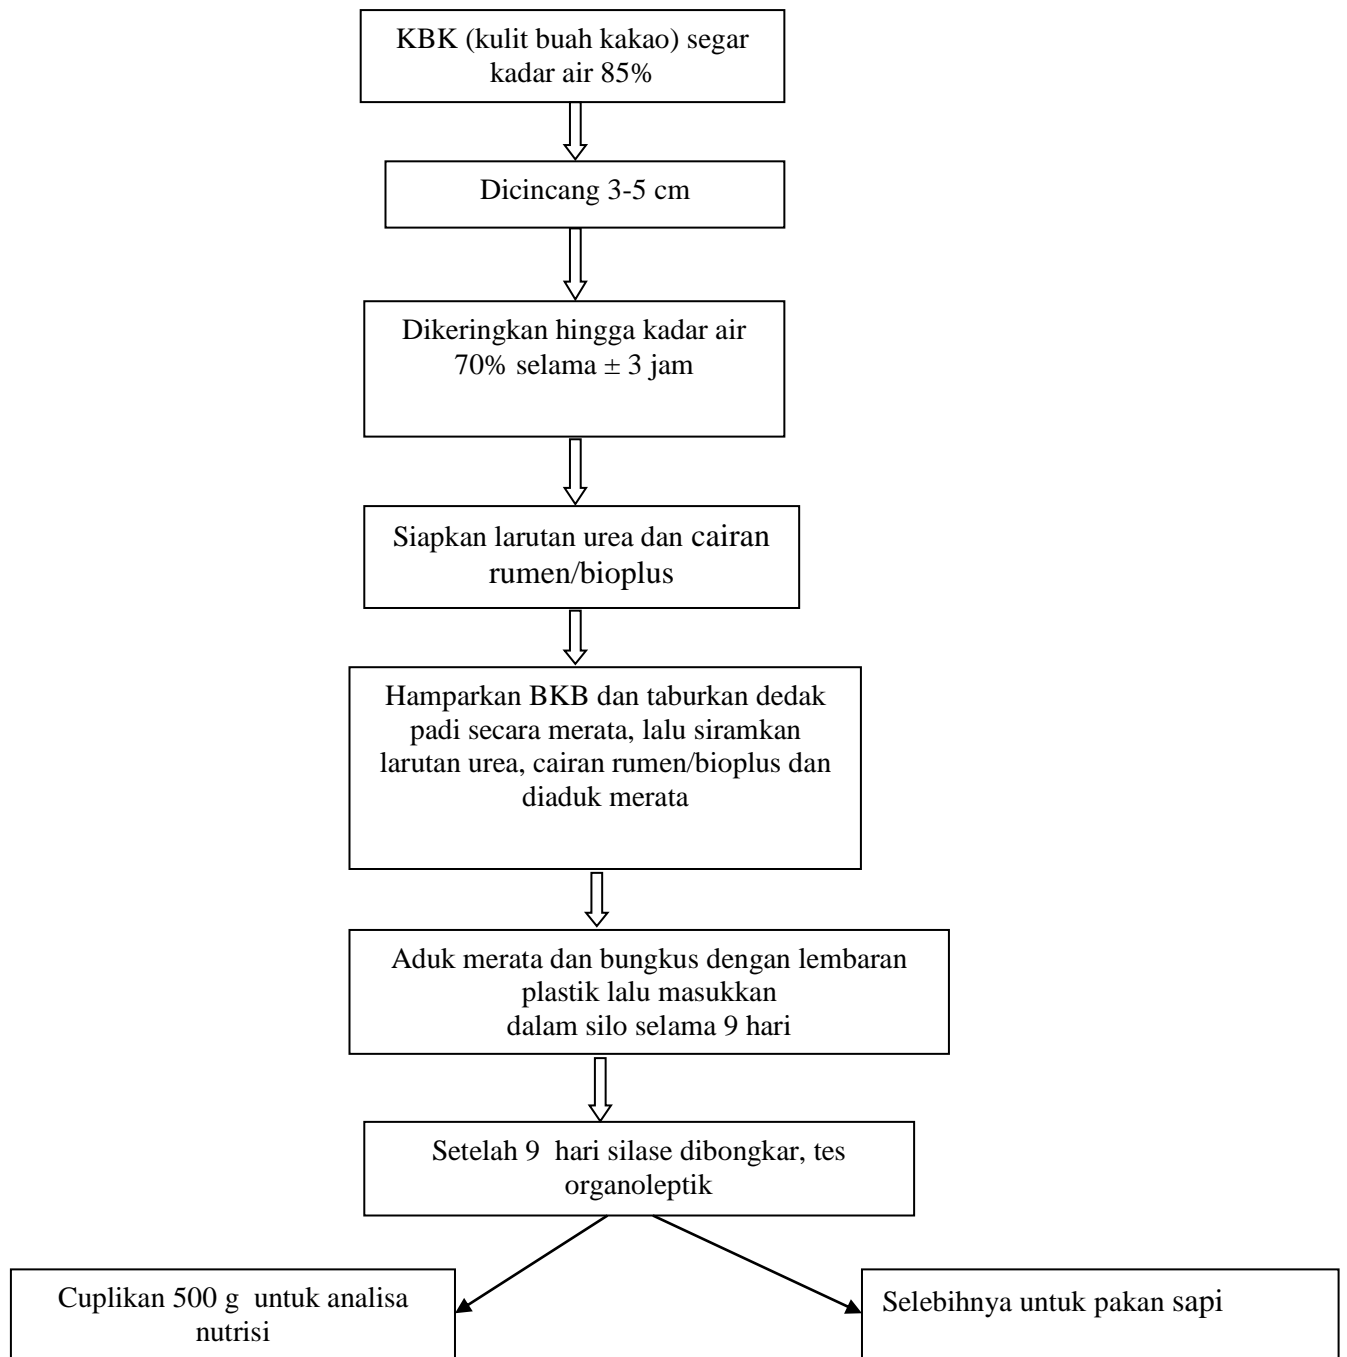 KBK (kulit buah kakao) segar
kadar air 85%
Dicincang 3-5 cm
Dikeringkan hingga kadar air
70% selama ± 3 jam
Siapkan larutan urea dan cairan
rumen/bioplus
Hamparkan BKB dan taburkan dedak
padi secara merata, lalu siramkan
larutan urea, cairan rumen/bioplus dan
diaduk merata
Aduk merata dan bungkus dengan lembaran
plastik lalu masukkan
dalam silo selama 9 hari
Setelah 9 hari silase dibongkar, tes
organoleptik
Cuplikan 500 g untuk analisa
nutrisi
Selebihnya untuk pakan sapi